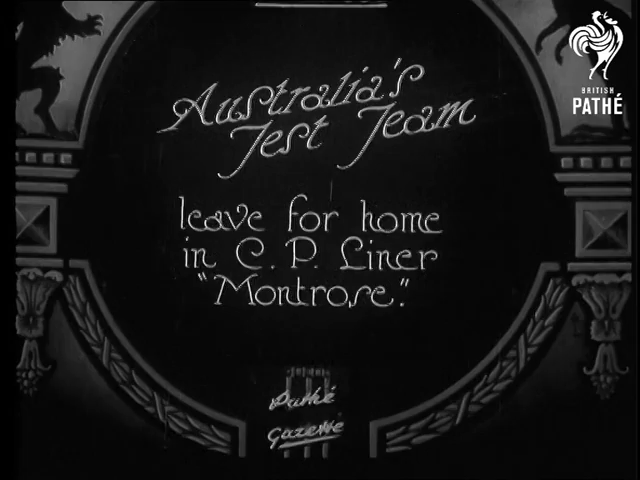 BRITISH
PATHÉ
Australia's
Test Team
leave for home
in C. P. Liner
"Montrose."
Pathé
Gazette